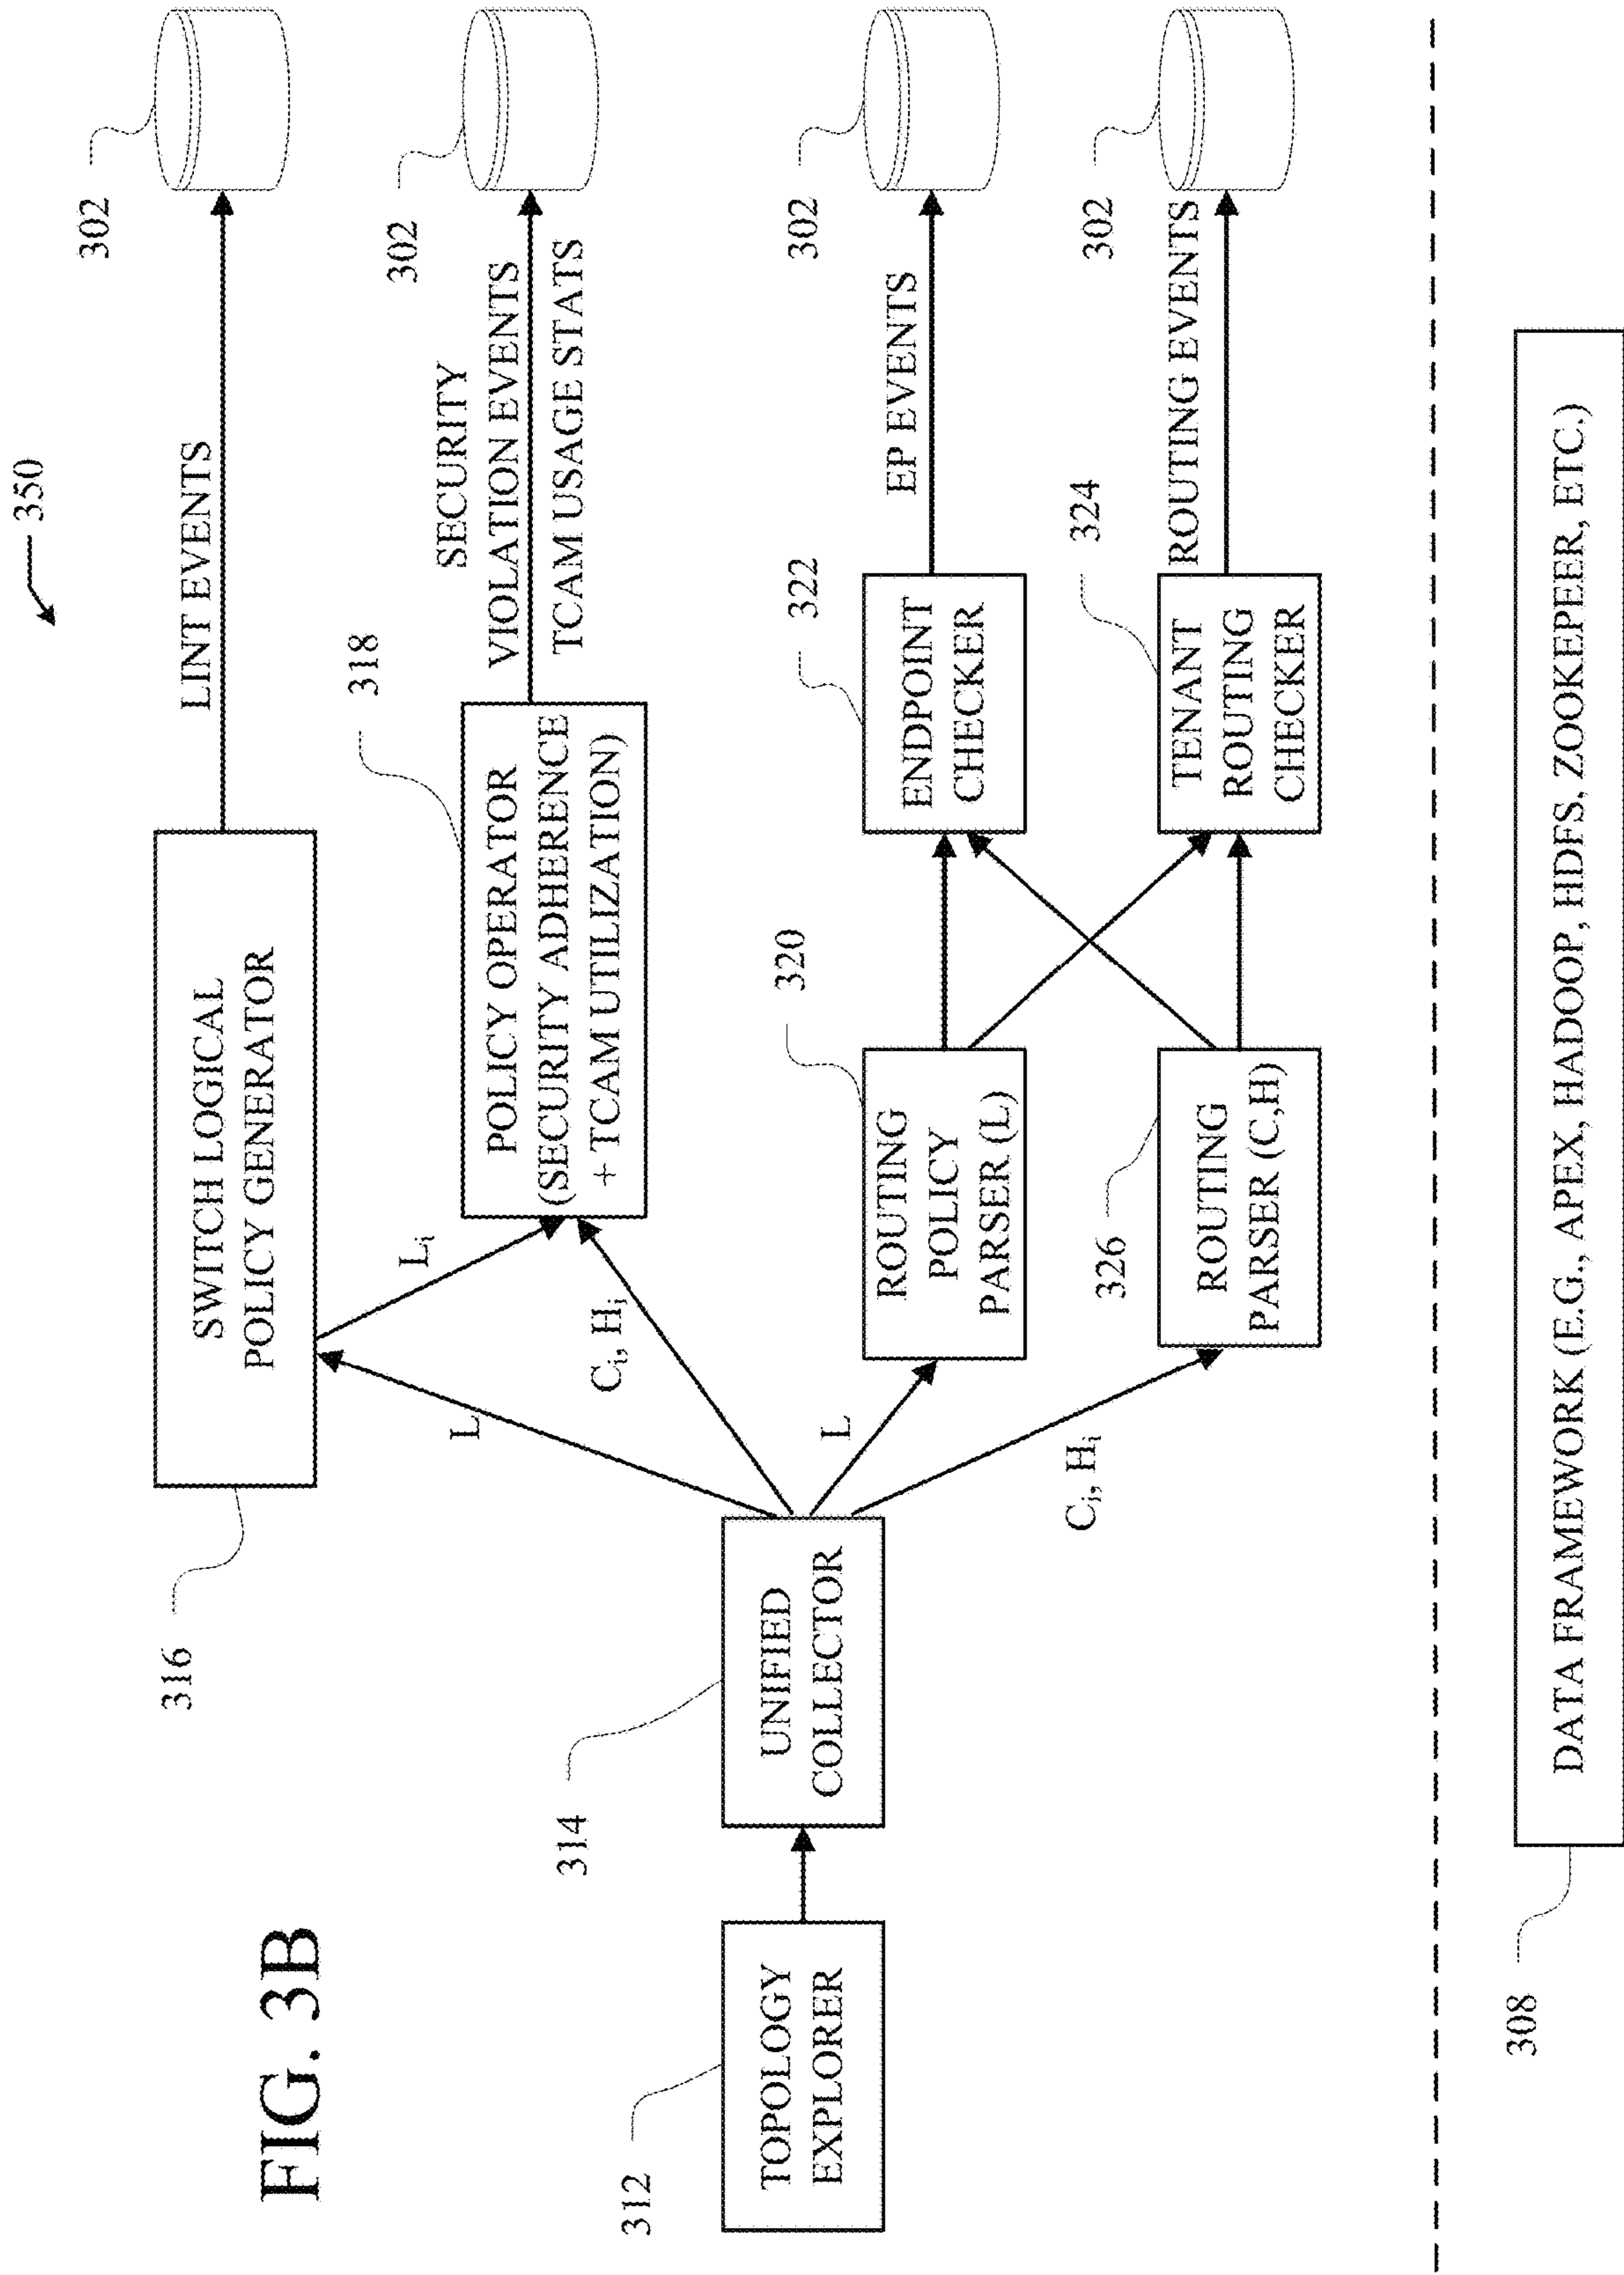 FIG. 3B
350
302
LINT EVENTS
SWITCH LOGICAL
POLICY GENERATOR
316
302
SECURITY
VIOLATION EVENTS
TCAM USAGE STATS
318
POLICY OPERATOR
(SECURITY ADHERENCE
+ TCAM UTILIZATION)
L
Li
Ci, Hi
312
TOPOLOGY
EXPLORER
314
UNIFIED
COLLECTOR
L
Ci, Hi
320
ROUTING
POLICY
PARSER (L)
322
ENDPOINT
CHECKER
EP EVENTS
302
326
ROUTING
PARSER (C,H)
324
TENANT
ROUTING
CHECKER
ROUTING EVENTS
302
308
DATA FRAMEWORK (E.G., APEX, HADOOP, HDFS, ZOOKEPEER, ETC.)